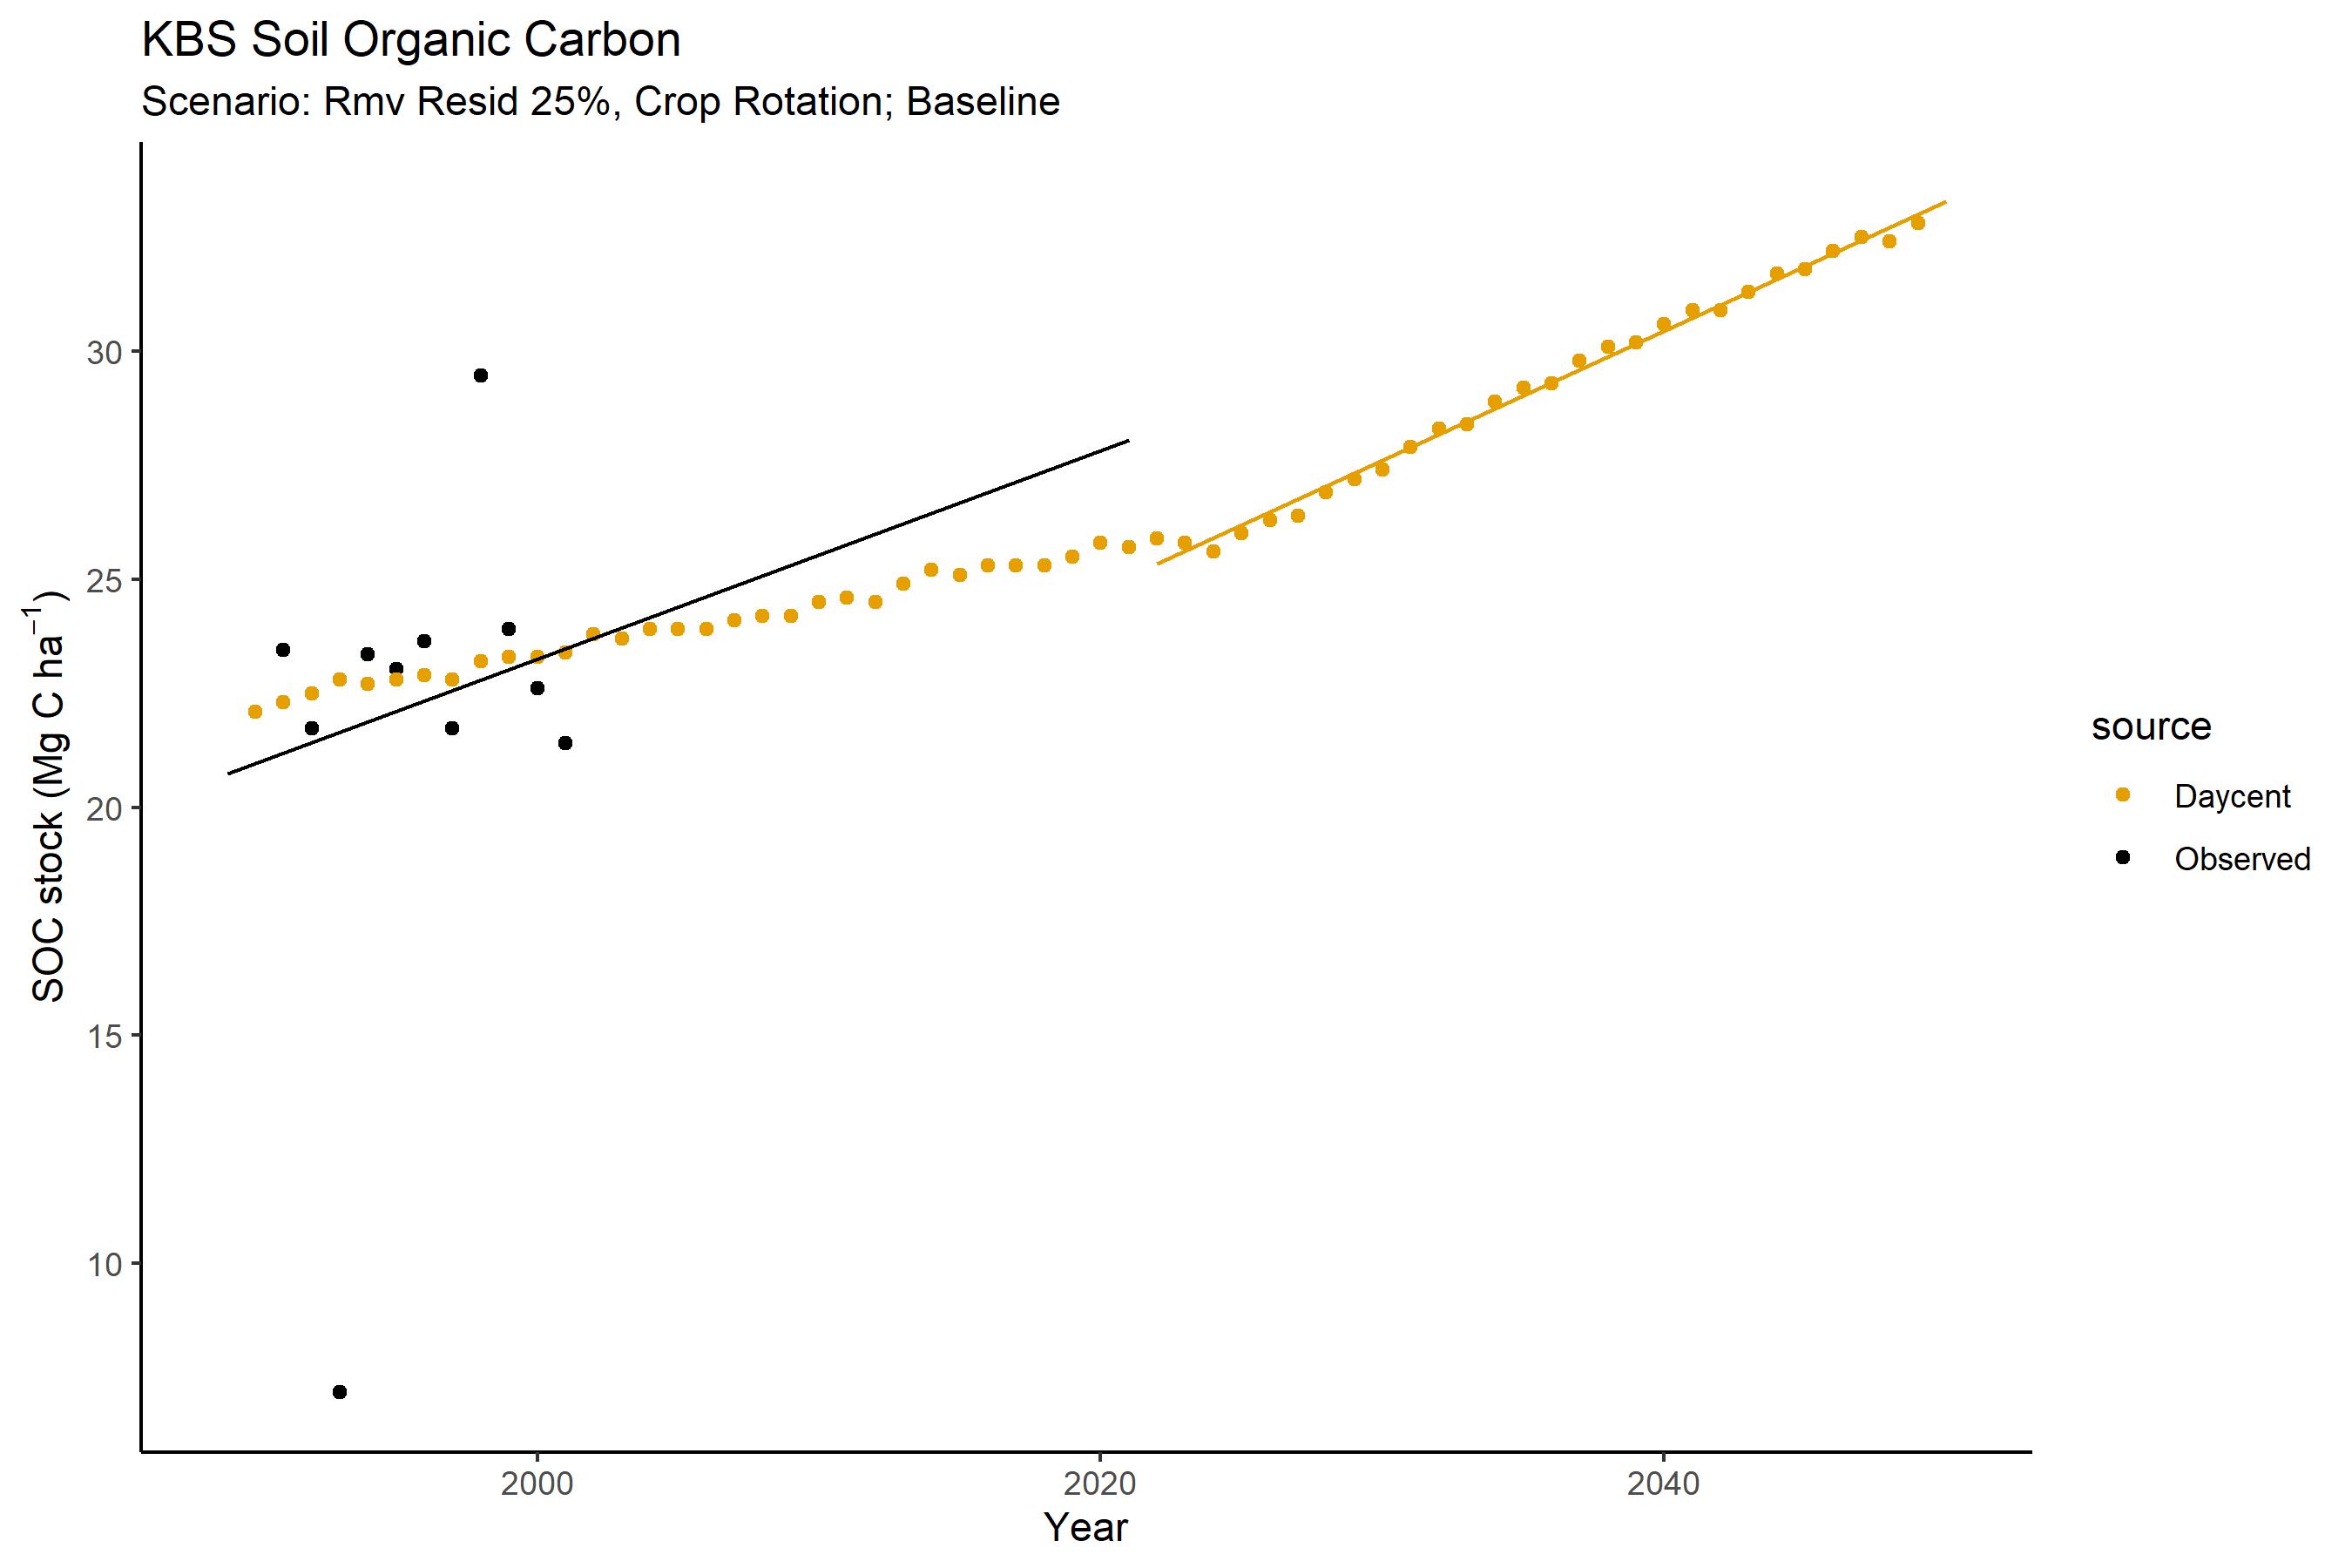 KBS Soil Organic Carbon
Scenario: Rmv Resid 25%, Crop Rotation; Baseline
SOC stock (Mg C ha⁻¹)
30
25
20
15
10
2000
2020
2040
Year
source
Daycent
Observed